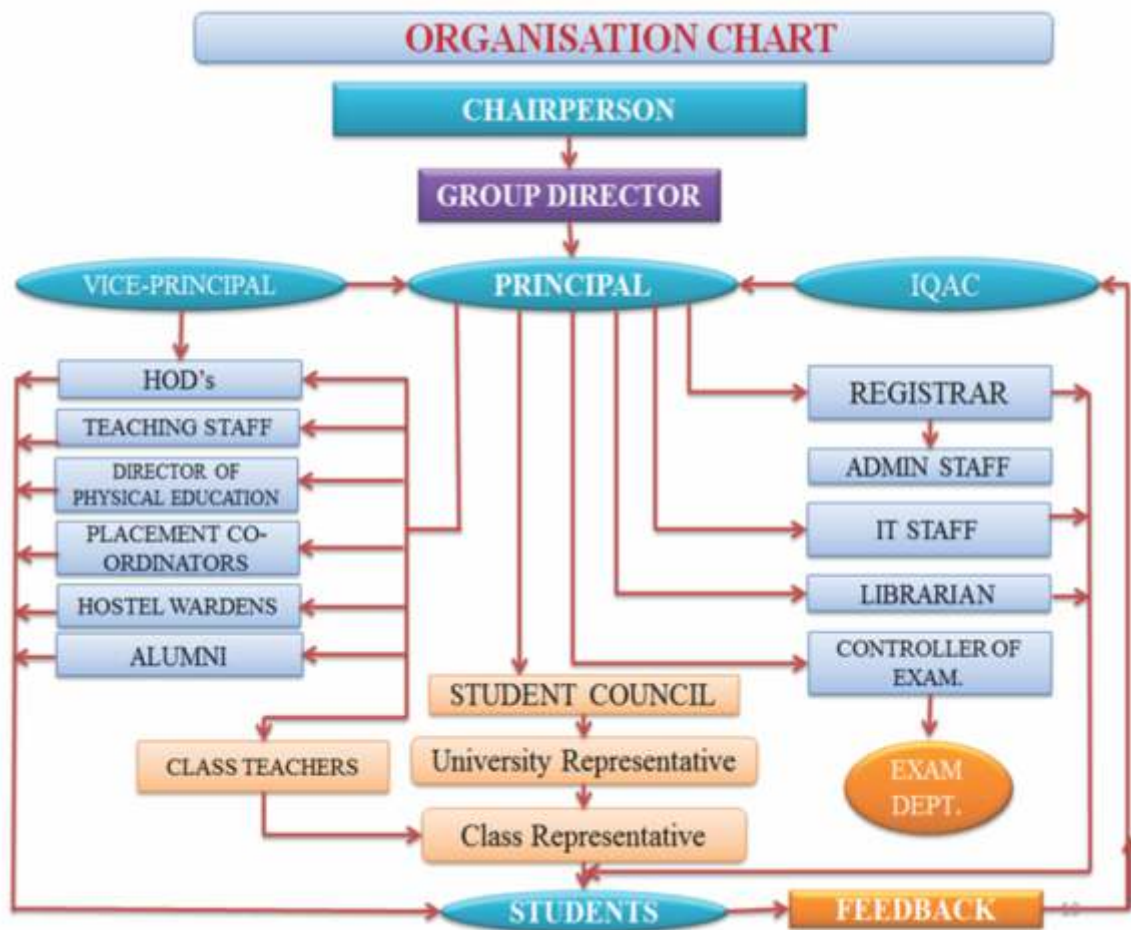 ORGANISATION CHART
CHAIRPERSON
GROUP DIRECTOR
VICE-PRINCIPAL
PRINCIPAL
IQAC
HOD's
TEACHING STAFF
DIRECTOR OF
PHYSICAL EDUCATION
PLACEMENT CO-
ORDINATORS
HOSTEL WARDENS
ALUMNI
REGISTRAR
ADMIN STAFF
IT STAFF
LIBRARIAN
CONTROLLER OF
EXAM.
EXAM
DEPT.
STUDENT COUNCIL
CLASS TEACHERS
University Representative
Class Representative
STUDENTS
FEEDBACK